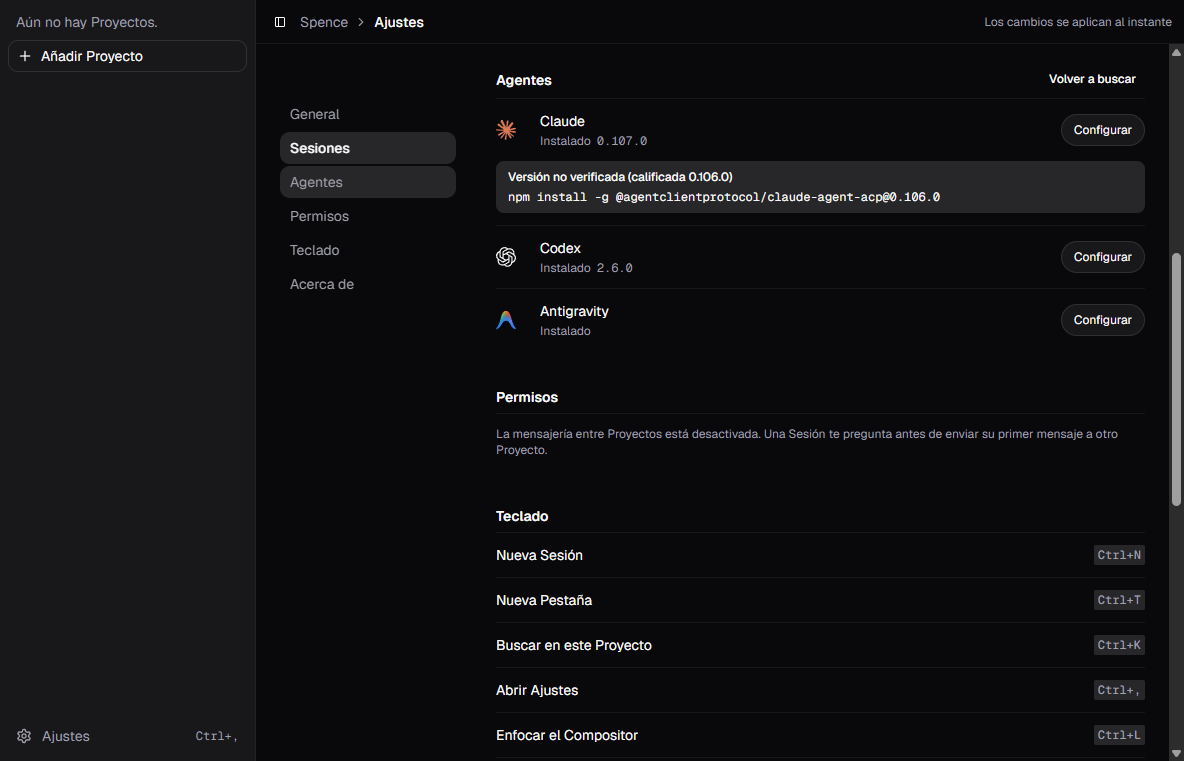 Aún no hay Proyectos.
Añadir Proyecto
Ajustes Ctrl+,
Spence > Ajustes
Los cambios se aplican al instante
General
Sesiones
Agentes
Permisos
Teclado
Acerca de
Agentes
Volver a buscar
Claude
Instalado 0.107.0
Configurar
Versión no verificada (calificada 0.106.0)
npm install -g @agentclientprotocol/claude-agent-acp@0.106.0
Codex
Instalado 2.6.0
Configurar
Antigravity
Instalado
Configurar
Permisos
La mensajería entre Proyectos está desactivada. Una Sesión te pregunta antes de enviar su primer mensaje a otro
Proyecto.
Teclado
Nueva Sesión Ctrl+N
Nueva Pestaña Ctrl+T
Buscar en este Proyecto Ctrl+K
Abrir Ajustes Ctrl+,
Enfocar el Compositor Ctrl+L